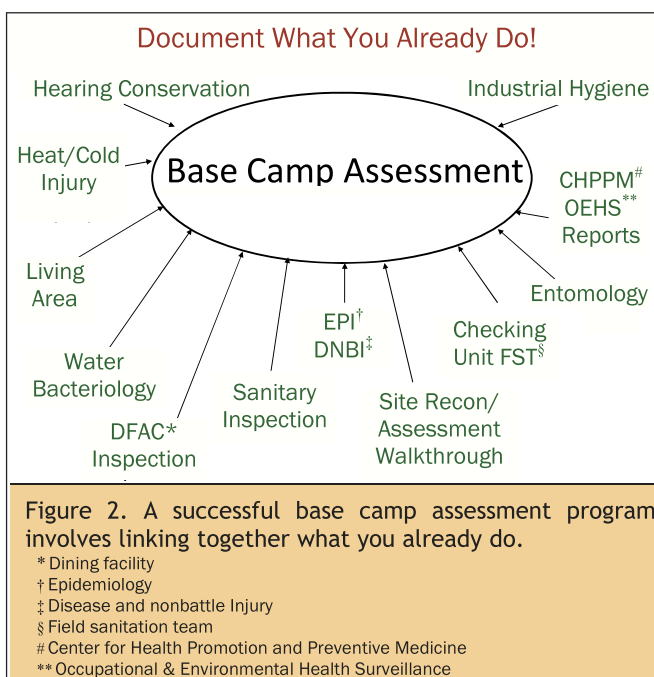 Document What You Already Do!
Hearing Conservation
Industrial Hygiene
Heat/Cold
Injury
Base Camp Assessment
CHPPM#
OEHS**
Reports
Living
Area
Entomology
EPI†
DNBI‡
Checking
Unit FST§
Water
Bacteriology
Sanitary
Inspection
Site Recon/
Assessment
Walkthrough
DFAC*
Inspection
Figure 2. A successful base camp assessment program
involves linking together what you already do.
* Dining facility
† Epidemiology
‡ Disease and nonbattle Injury
§ Field sanitation team
# Center for Health Promotion and Preventive Medicine
** Occupational & Environmental Health Surveillance